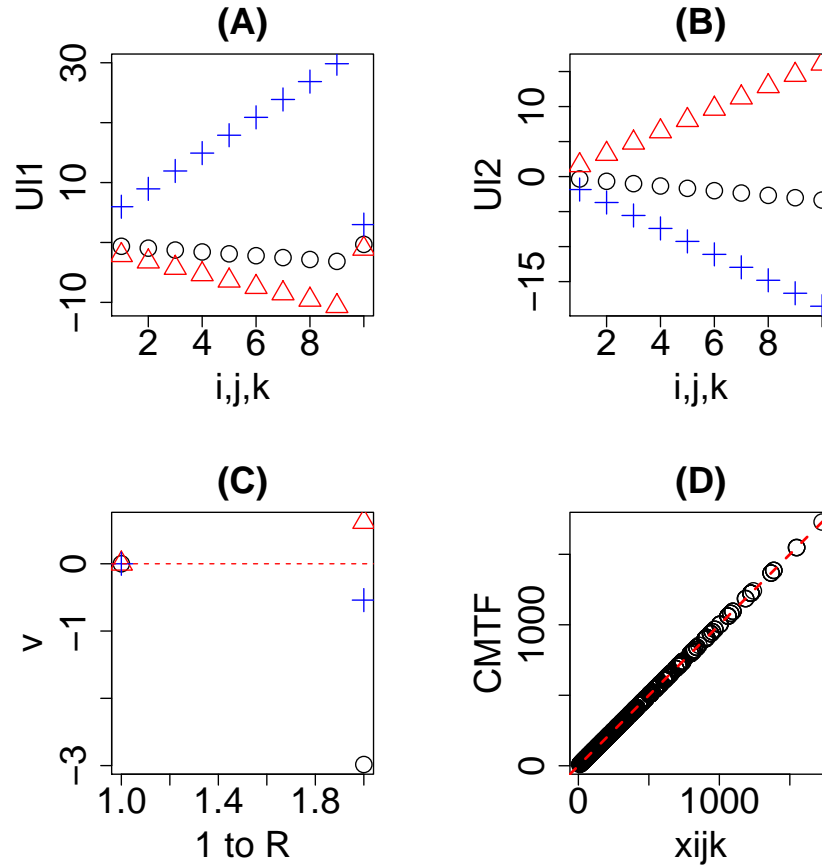 (A)
30
10
−10
Ul1
2 4 6 8
i,j,k
(B)
10
0
−15
Ul2
2 4 6 8
i,j,k
(C)
0
−1
−3
v
1.0 1.4 1.8
1 to R
(D)
1000
0
CMTF
0 1000
xijk